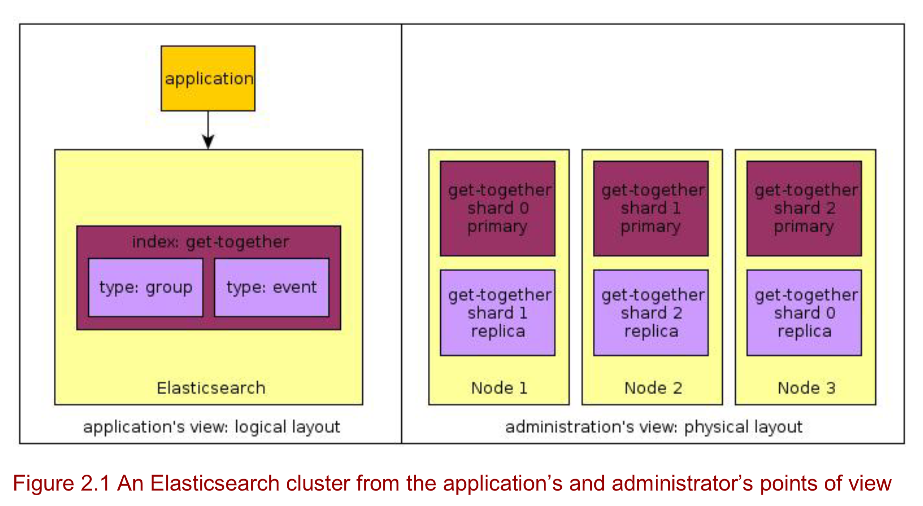 application
index: get-together
type: group
type: event
Elasticsearch
application's view: logical layout
get-together
shard 0
primary
get-together
shard 1
replica
Node 1
get-together
shard 1
primary
get-together
shard 2
replica
Node 2
get-together
shard 2
primary
get-together
shard 0
replica
Node 3
administration's view: physical layout
Figure 2.1 An Elasticsearch cluster from the application’s and administrator’s points of view